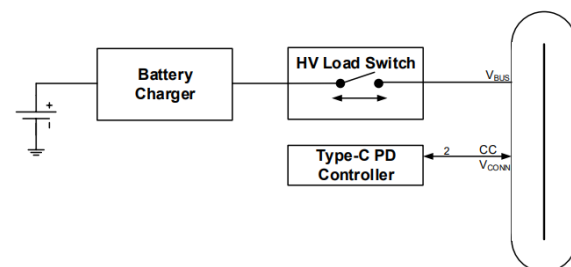 Battery
Charger
HV Load Switch
VBUS
Type-C PD
Controller
2
CC
VCONN
+
-